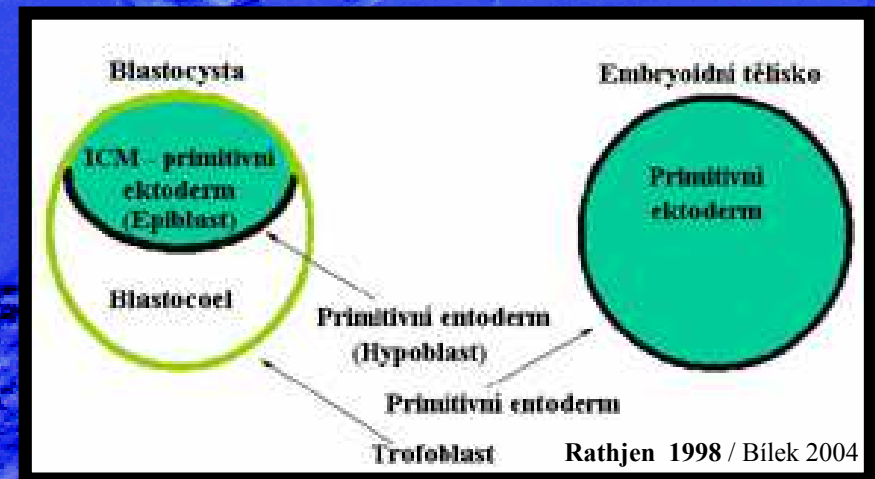 Blastocysta
Embryoidní tělísko
ICM - primitivní
ektoderm
(Epiblast)
Primitivní
ektoderm
Blastocoel
Primitivní entoderm
(Hypoblast)
Primitivní entoderm
Trofoblast
Rathjen 1998 / Bílek 2004